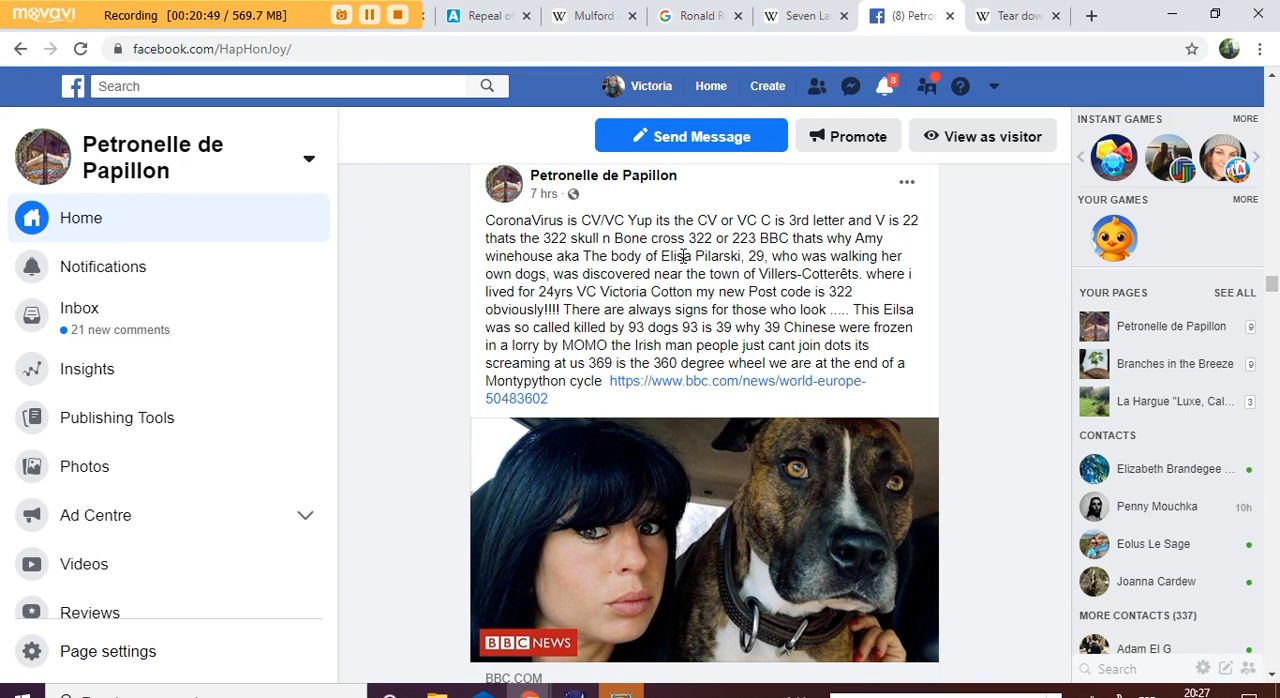 movavi
Recording [00:20:49 / 569.7 MB]
Repeal o
Mulford
Ronald R
Seven La
(8) Petro
Tear dow
facebook.com/HapHonJoy/
Search
Victoria
Home
Create
8
Petronelle de
Papillon
Home
Notifications
Inbox
21 new comments
Insights
Publishing Tools
Photos
Ad Centre
Videos
Reviews
Page settings
Send Message
Promote
View as visitor
Petronelle de Papillon
7 hrs ·
CoronaVirus is CV/VC Yup its the CV or VC C is 3rd letter and V is 22
thats the 322 skull n Bone cross 322 or 223 BBC thats why Amy
winehouse aka The body of Elisa Pilarski, 29, who was walking her
own dogs, was discovered near the town of Villers-Cotterêts. where i
lived for 24yrs VC Victoria Cotton my new Post code is 322
obviously!!!! There are always signs for those who look ..... This Eilsa
was so called killed by 93 dogs 93 is 39 why 39 Chinese were frozen
in a lorry by MOMO the Irish man people just cant join dots its
screaming at us 369 is the 360 degree wheel we are at the end of a
Montypython cycle https://www.bbc.com/news/world-europe-
50483602
BBC NEWS
BBC.COM
INSTANT GAMES
MORE
YOUR GAMES
MORE
YOUR PAGES
SEE ALL
Petronelle de Papillon 9
Branches in the Breeze 9
La Hargue "Luxe, Cal... 3
CONTACTS
Elizabeth Brandegee ...
Penny Mouchka 10h
Eolus Le Sage
Joanna Cardew
MORE CONTACTS (337)
Adam El G
Search
20:27